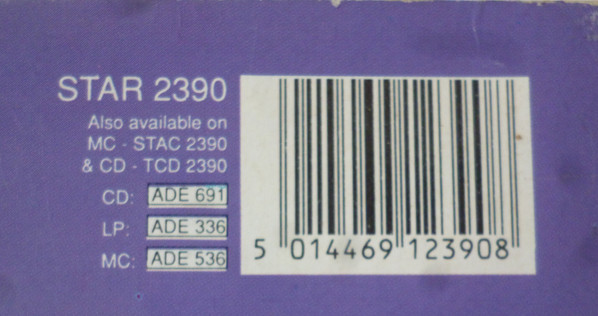 STAR 2390
Also available on
MC - STAC 2390
& CD - TCD 2390
CD: ADE 691
LP: ADE 336
MC: ADE 536
5 014469 123908